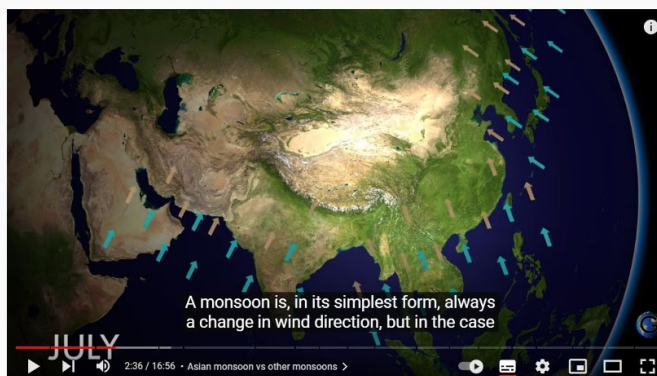 A monsoon is, in its simplest form, always
a change in wind direction, but in the case
JULY
2:36 / 16:56 • Asian monsoon vs other monsoons >